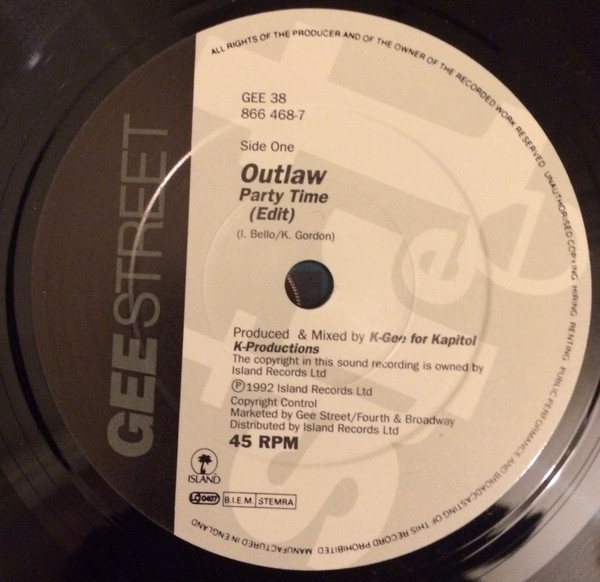 ALL RIGHTS OF THE PRODUCER AND OF THE OWNER OF THE RECORDED WORK RESERVED. UNAUTHORISED COPYING HIRING RENTING PUBLIC PERFORMANCE AND BROADCASTING OF THIS RECORD PROHIBITED MANUFACTURED IN ENGLAND
GEESTREET
GEE 38
866 468-7
Side One
Outlaw
Party Time
(Edit)
(I. Bello/K. Gordon)
Produced & Mixed by K-Gee for Kapitol
K-Productions
The copyright in this sound recording is owned by
Island Records Ltd
Ⓟ1992 Island Records Ltd
Copyright Control
Marketed by Gee Street/Fourth & Broadway
Distributed by Island Records Ltd
45 RPM
ISLAND
LC 0407 B.I.E.M. STEMRA